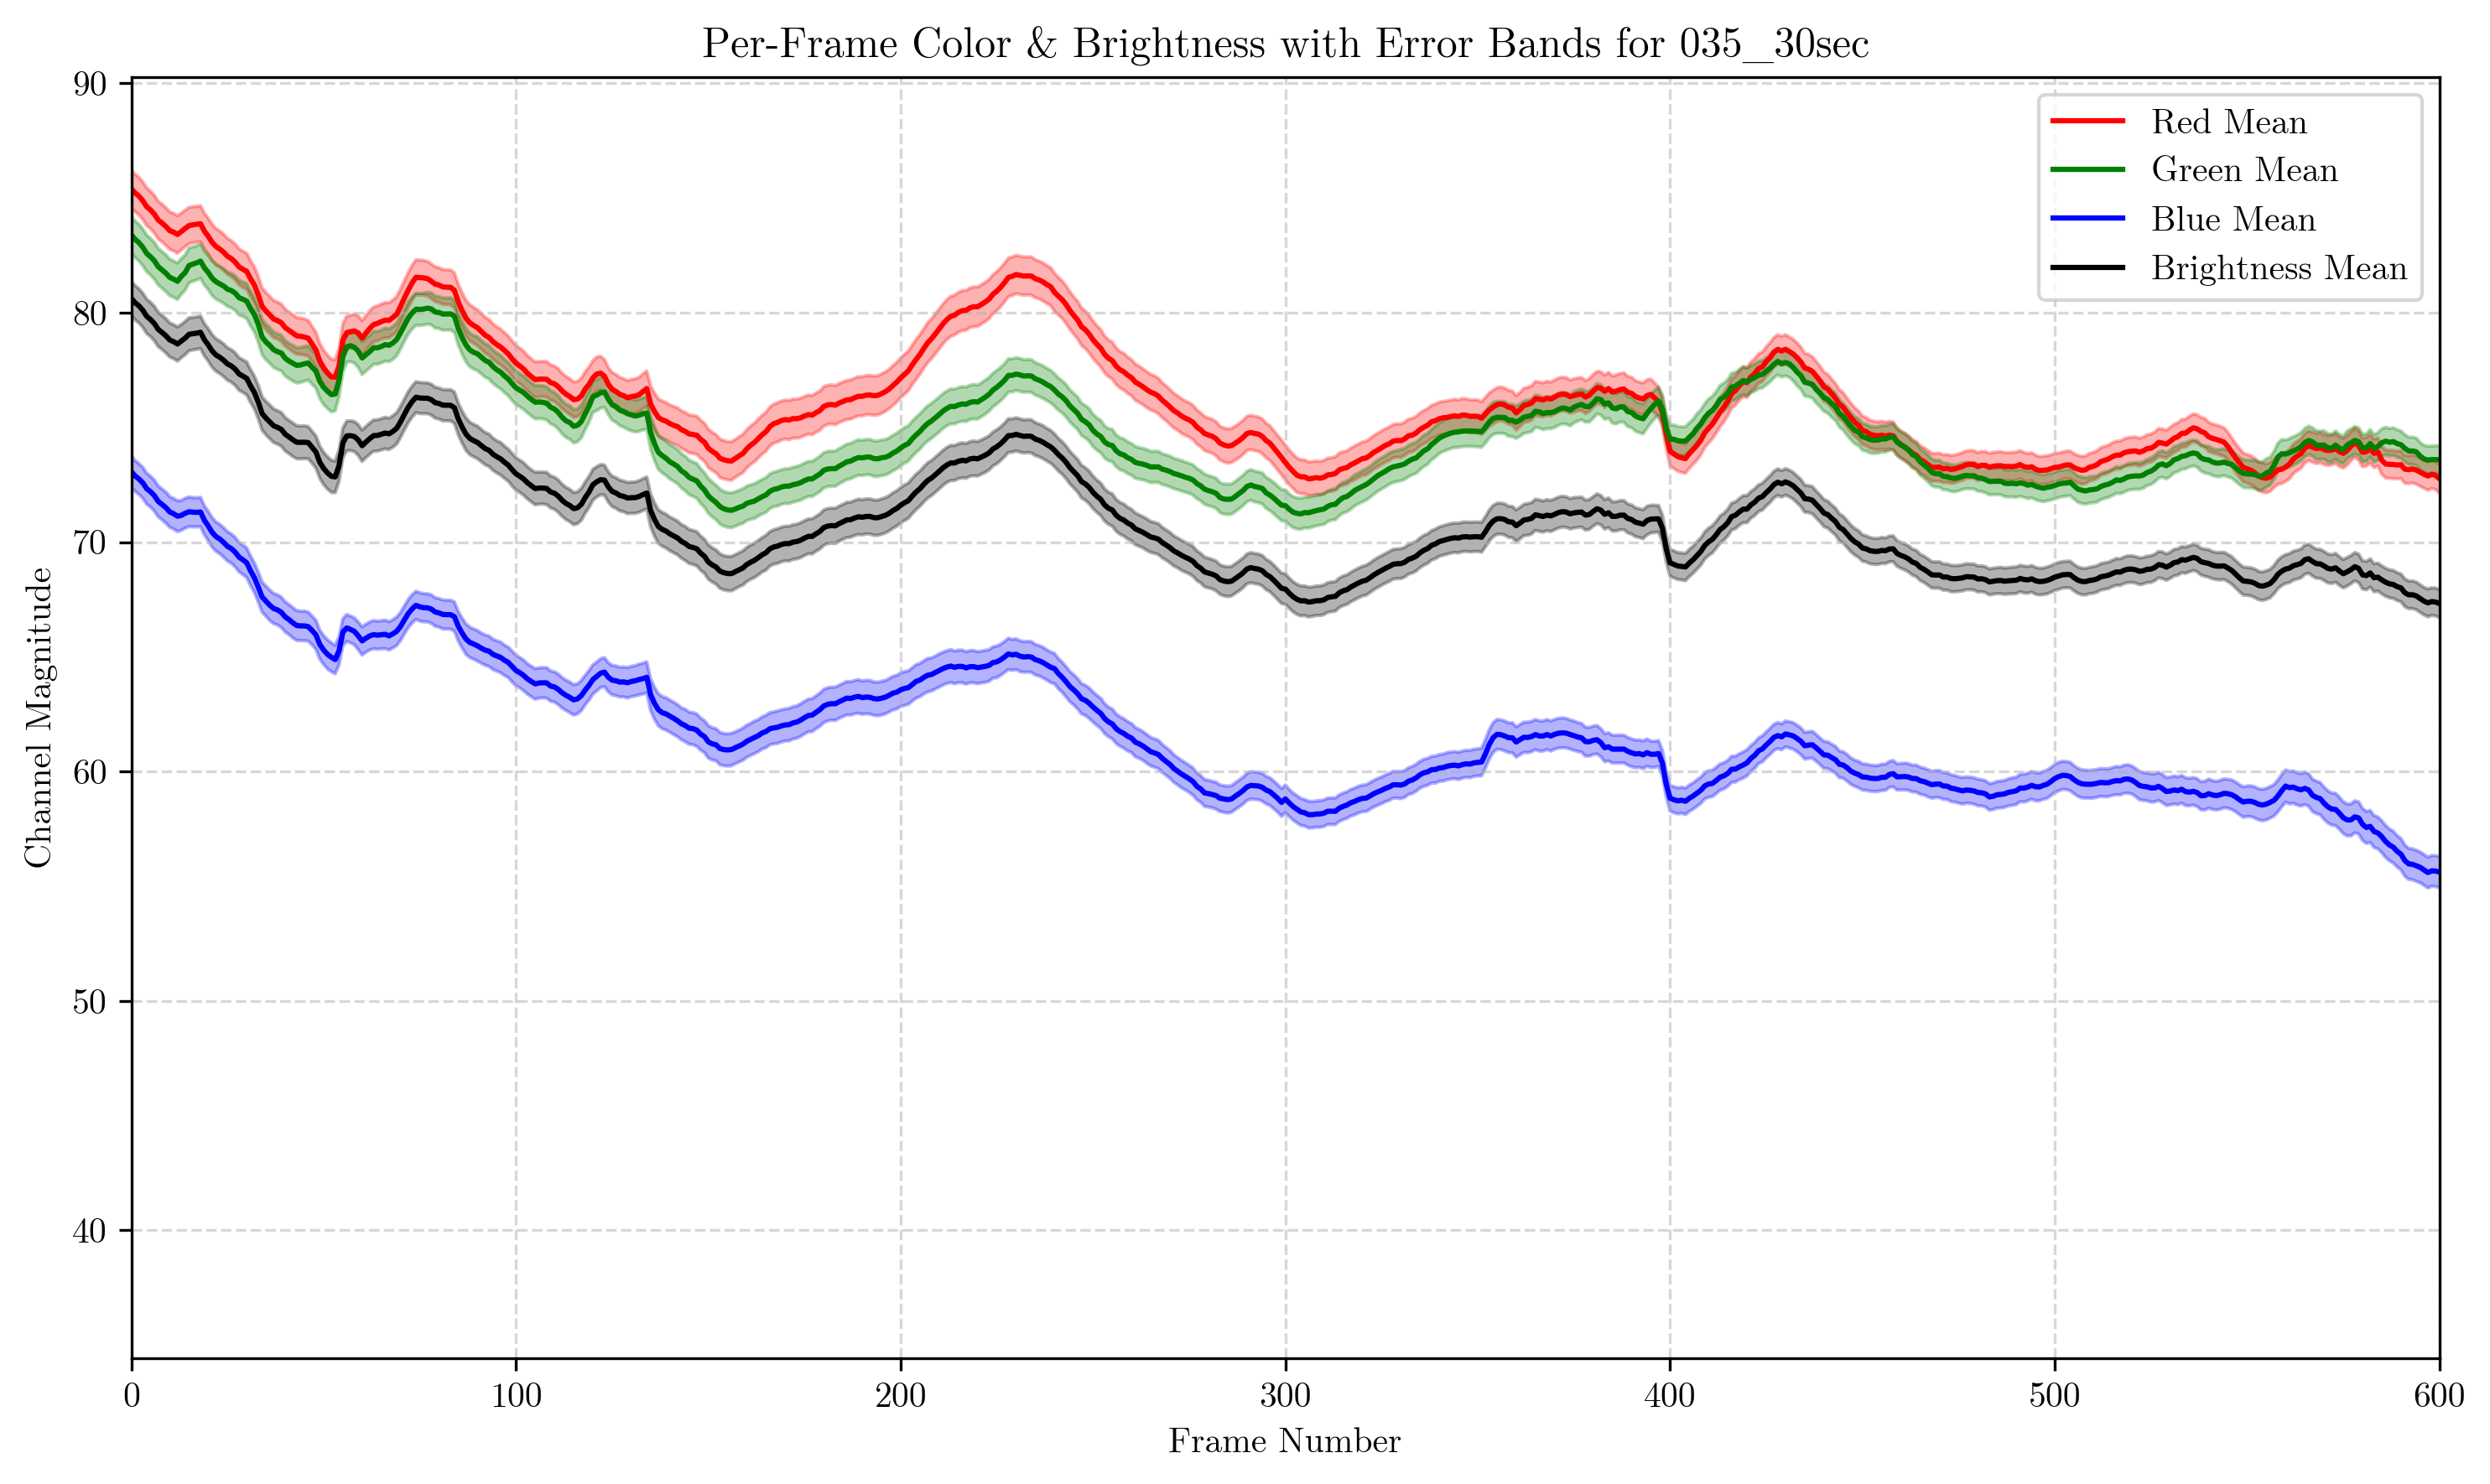 Per-Frame Color & Brightness with Error Bands for 035_30sec
90
80
70
60
50
40
Channel Magnitude
Red Mean
Green Mean
Blue Mean
Brightness Mean
0 100 200 300 400 500 600
Frame Number